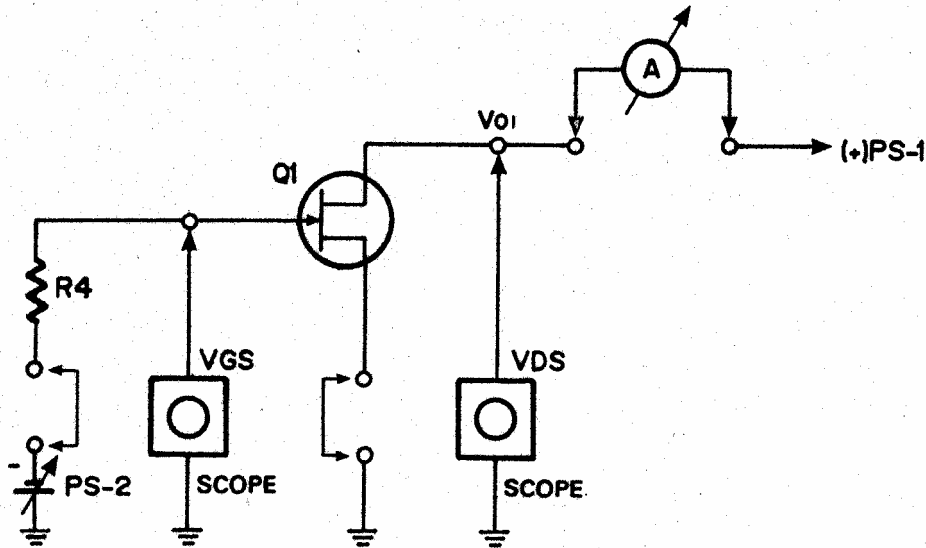 A
Vo1
(+)PS-1
Q1
R4
VGS
VDS
-
PS-2
SCOPE
SCOPE